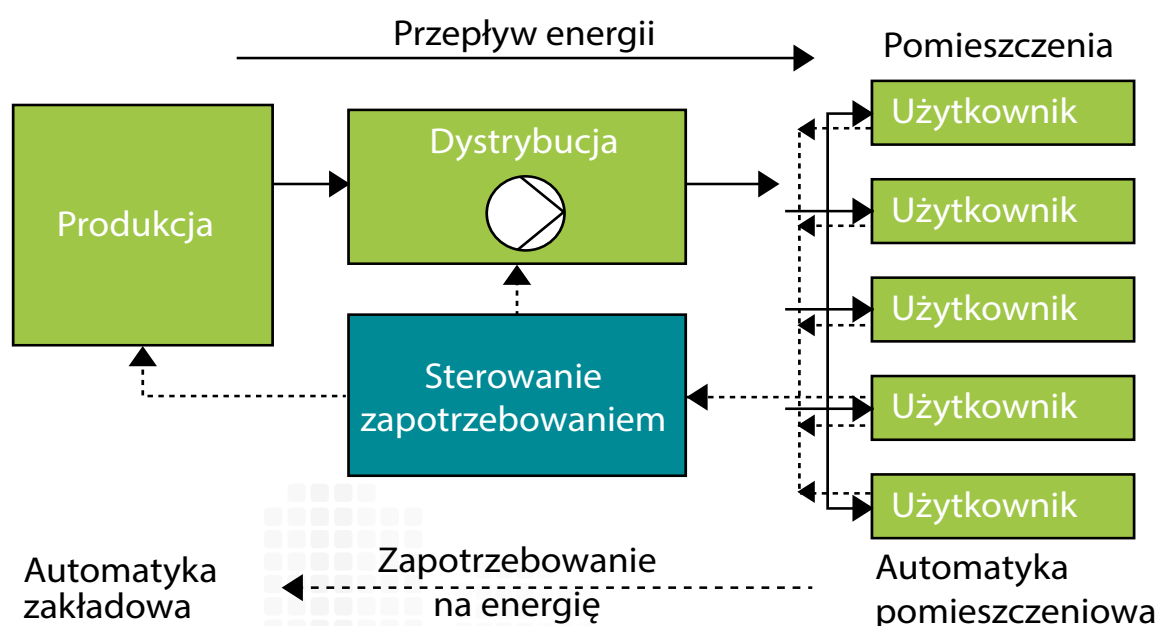 Przepływ energii
Pomieszczenia
Produkcja
Dystrybucja
Użytkownik
Użytkownik
Użytkownik
Użytkownik
Użytkownik
Sterowanie
zapotrzebowaniem
Automatyka
zakładowa
Zapotrzebowanie
na energię
Automatyka
pomieszczeniowa